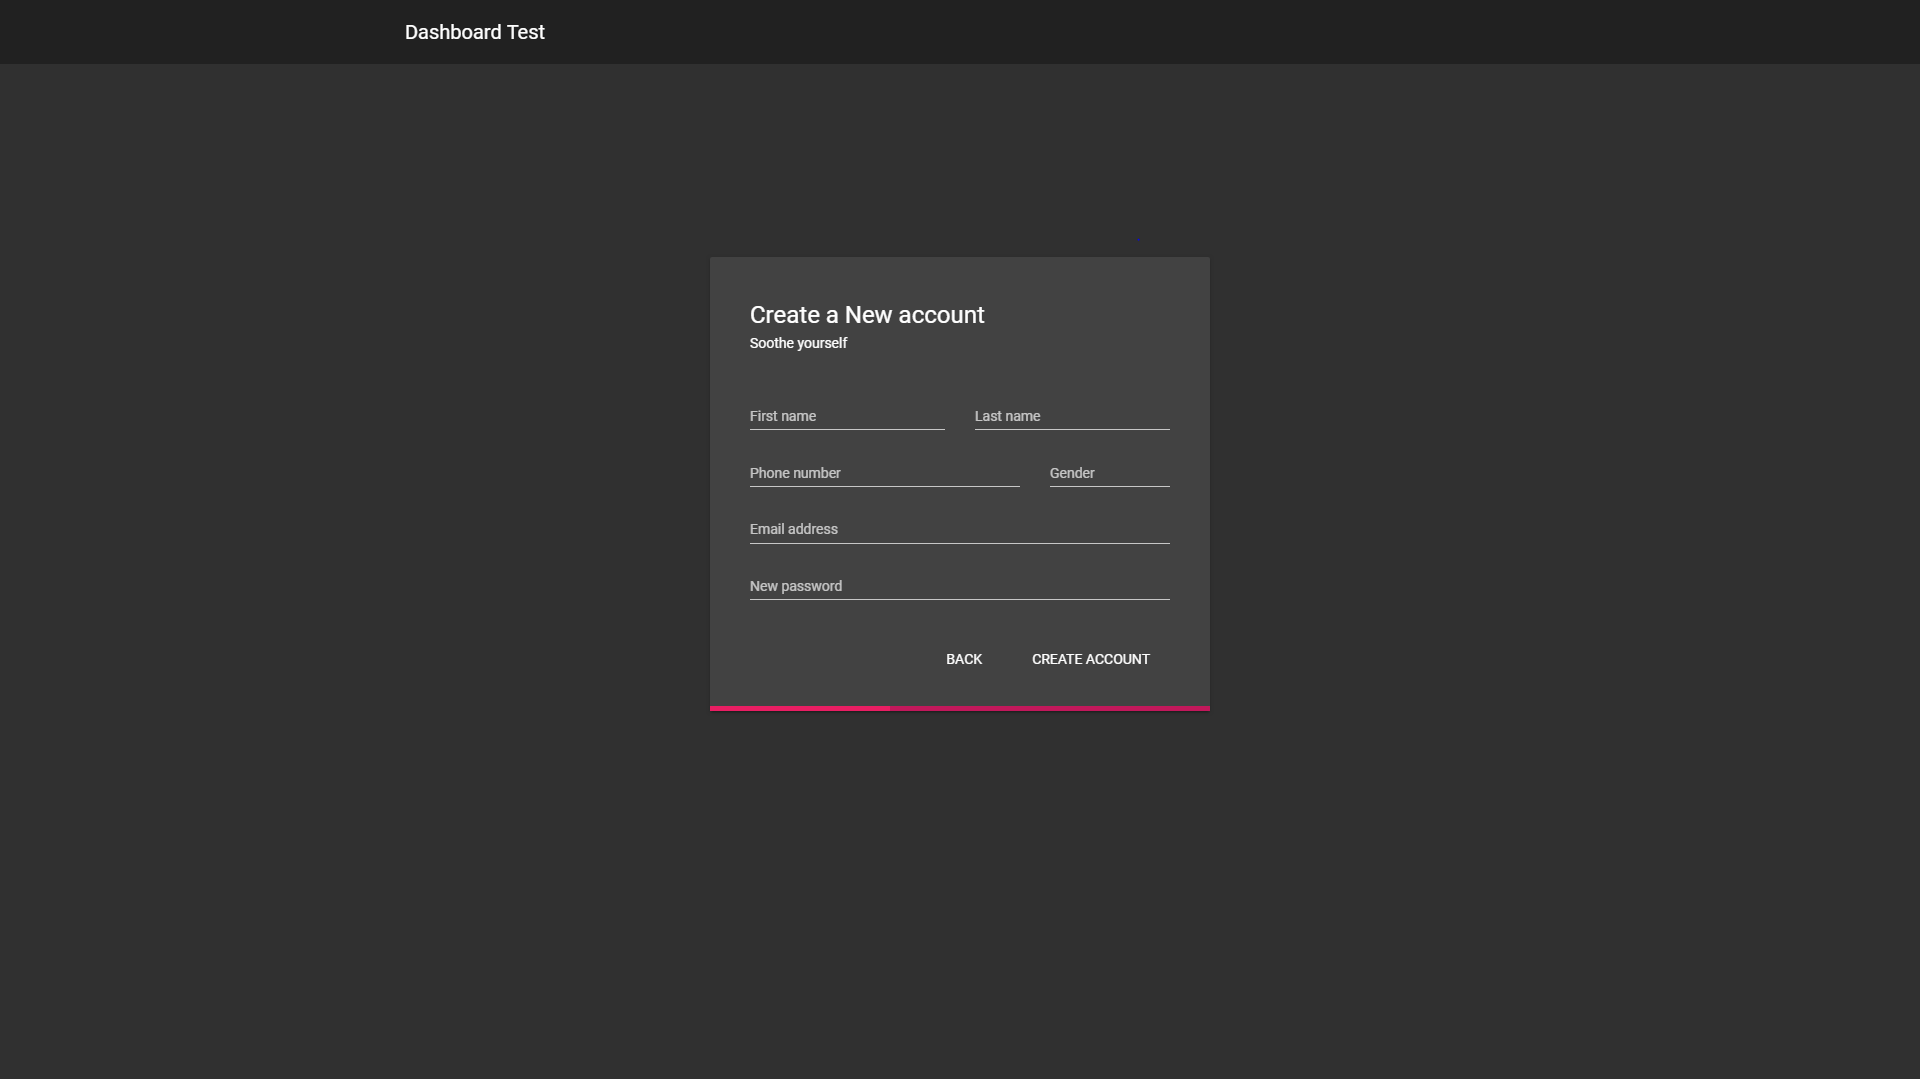 Dashboard Test
Create a New account
Soothe yourself
First name
Last name
Phone number
Gender
Email address
New password
BACK
CREATE ACCOUNT